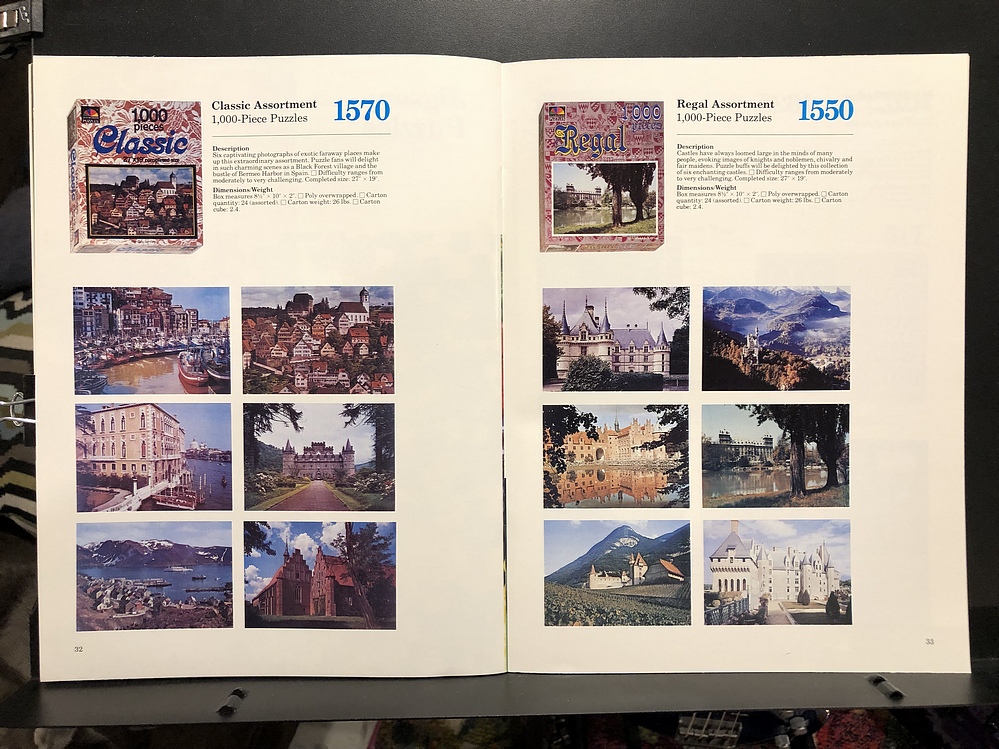 1,000
pieces
Classic
27"x19" completed size
Classic Assortment
1,000-Piece Puzzles
1570
Description
Six captivating photographs of exotic faraway places make
up this extraordinary assortment. Puzzle fans will delight
in such charming scenes as a Black Forest village and the
bustle of Bermeo Harbor in Spain. □ Difficulty ranges from
moderately to very challenging. Completed size: 27" × 19".
Dimensions/Weight
Box measures 8½" × 10" × 2". □ Poly overwrapped. □ Carton
quantity: 24 (assorted). □ Carton weight: 26 lbs. □ Carton
cube: 2.4.
32
1000
pieces
Regal
Regal Assortment
1,000-Piece Puzzles
1550
Description
Castles have always loomed large in the minds of many
people, evoking images of knights and noblemen, chivalry and
fair maidens. Puzzle buffs will be delighted by this collection
of six enchanting castles. □ Difficulty ranges from moderately
to very challenging. Completed size: 27" × 19".
Dimensions/Weight
Box measures 8½" × 10" × 2". □ Poly overwrapped. □ Carton
quantity: 24 (assorted). □ Carton weight: 26 lbs. □ Carton
cube: 2.4.
33